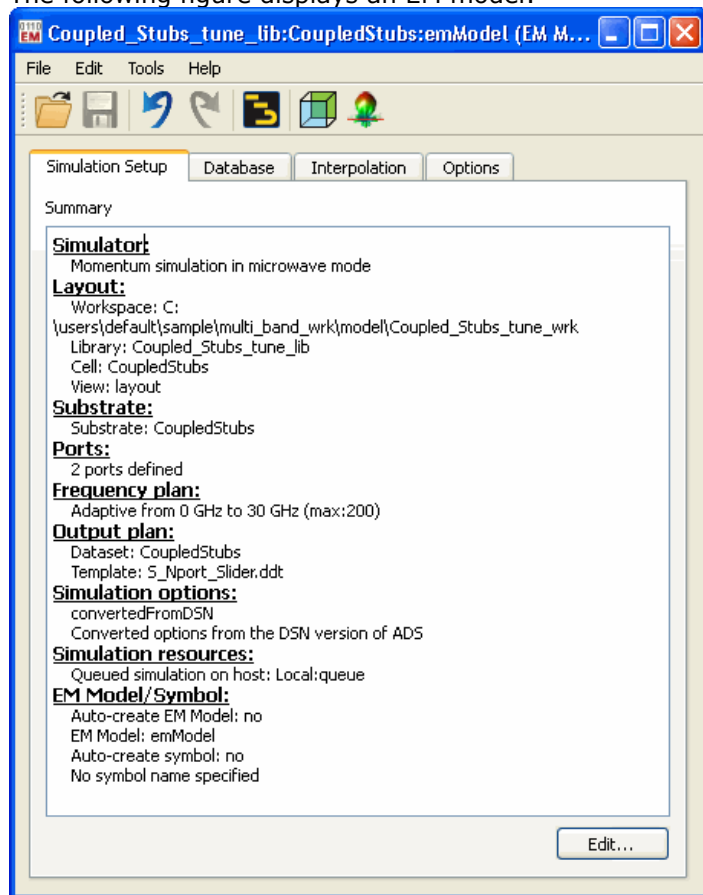 The following figure displays an EM model:
0110
EM
Coupled_Stubs_tune_lib:CoupledStubs:emModel (EM M...
File Edit Tools Help
Simulation Setup Database Interpolation Options
Summary
Simulator:
Momentum simulation in microwave mode
Layout:
Workspace: C:
\users\default\sample\multi_band_wrk\model\Coupled_Stubs_tune_wrk
Library: Coupled_Stubs_tune_lib
Cell: CoupledStubs
View: layout
Substrate:
Substrate: CoupledStubs
Ports:
2 ports defined
Frequency plan:
Adaptive from 0 GHz to 30 GHz (max:200)
Output plan:
Dataset: CoupledStubs
Template: S_Nport_Slider.ddt
Simulation options:
convertedFromDSN
Converted options from the DSN version of ADS
Simulation resources:
Queued simulation on host: Local:queue
EM Model/Symbol:
Auto-create EM Model: no
EM Model: emModel
Auto-create symbol: no
No symbol name specified
Edit...